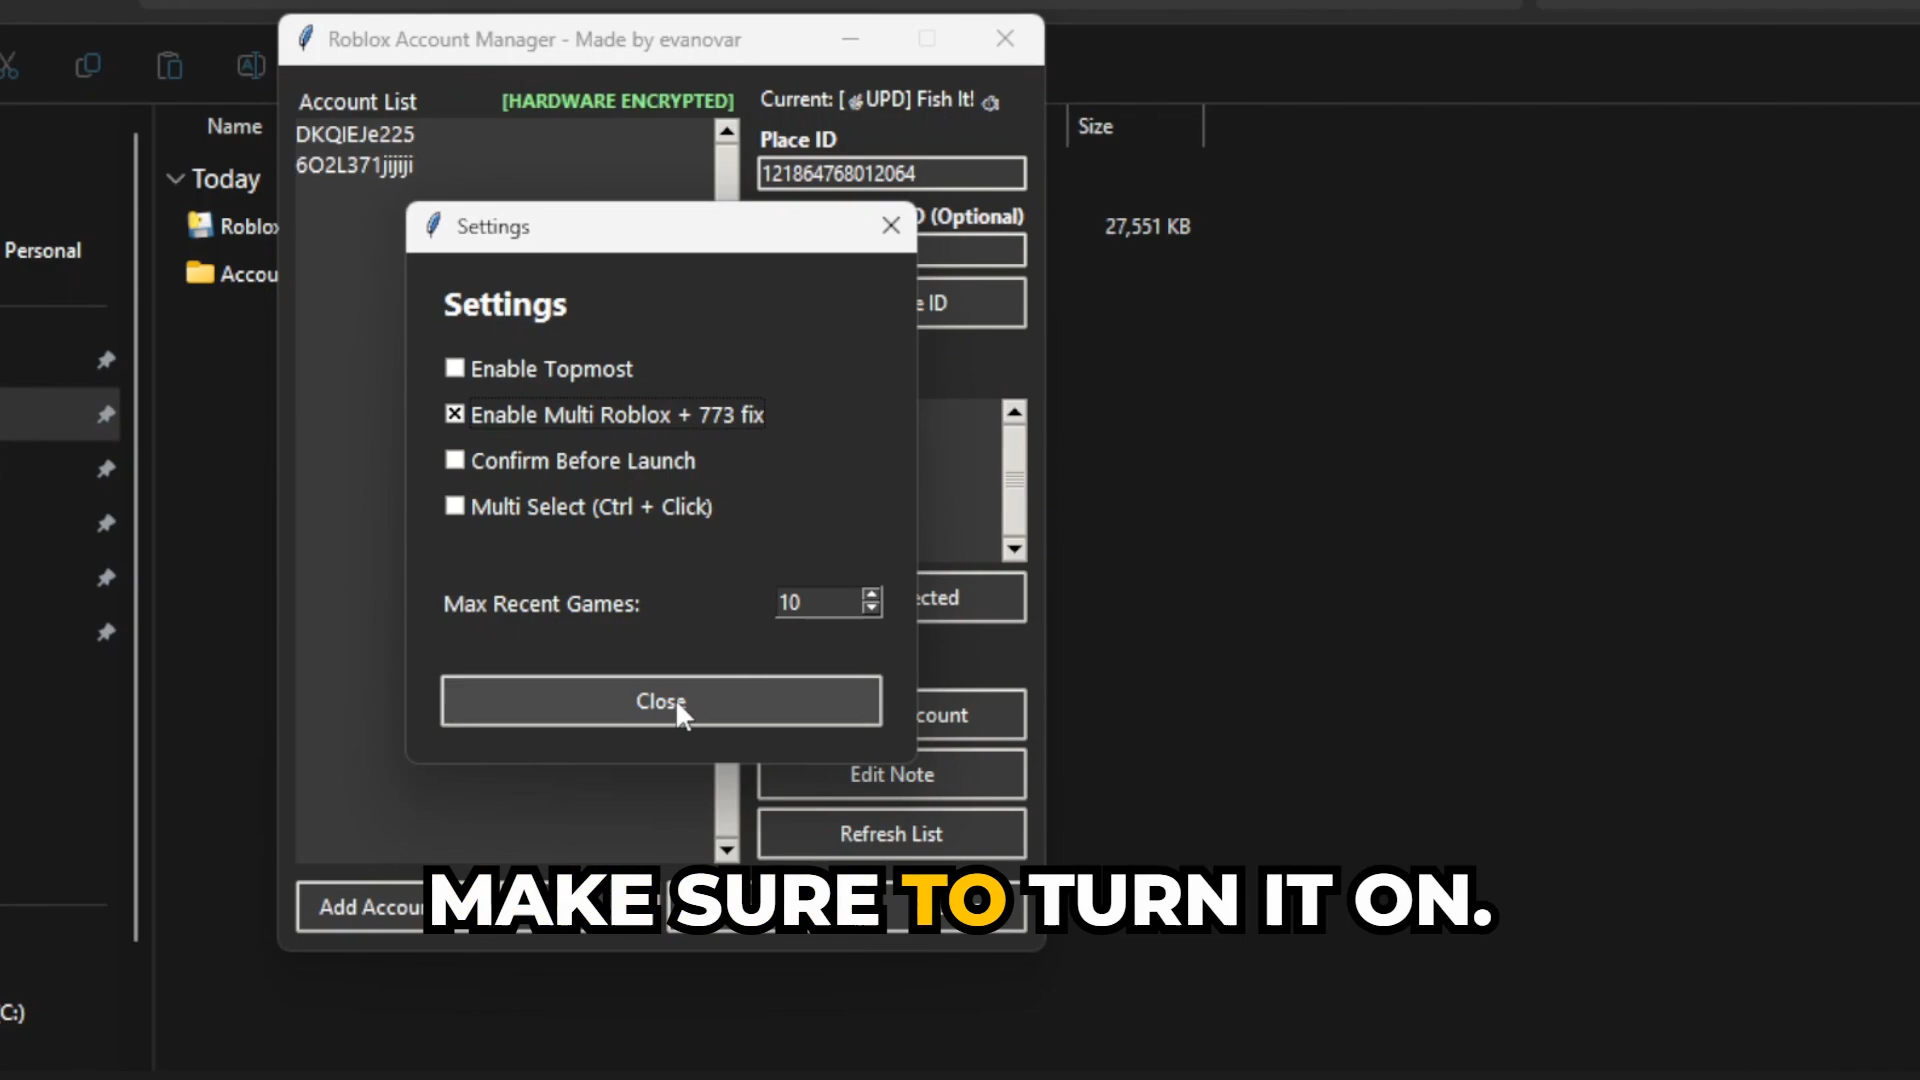 Roblox Account Manager - Made by evanovar
Account List
[HARDWARE ENCRYPTED]
Current: [ UPD] Fish It!
Name
Size
DKQIEJe225
Place ID
6O2L371jijiji
121864768012064
Today
(Optional)
Settings
Roblox
27,551 KB
Personal
Accou
Settings
e ID
Enable Topmost
Enable Multi Roblox + 773 fix
Confirm Before Launch
Multi Select (Ctrl + Click)
Max Recent Games:
10
ected
Close
count
Edit Note
Refresh List
Add Accou
MAKE SURE TO TURN IT ON.
C:)